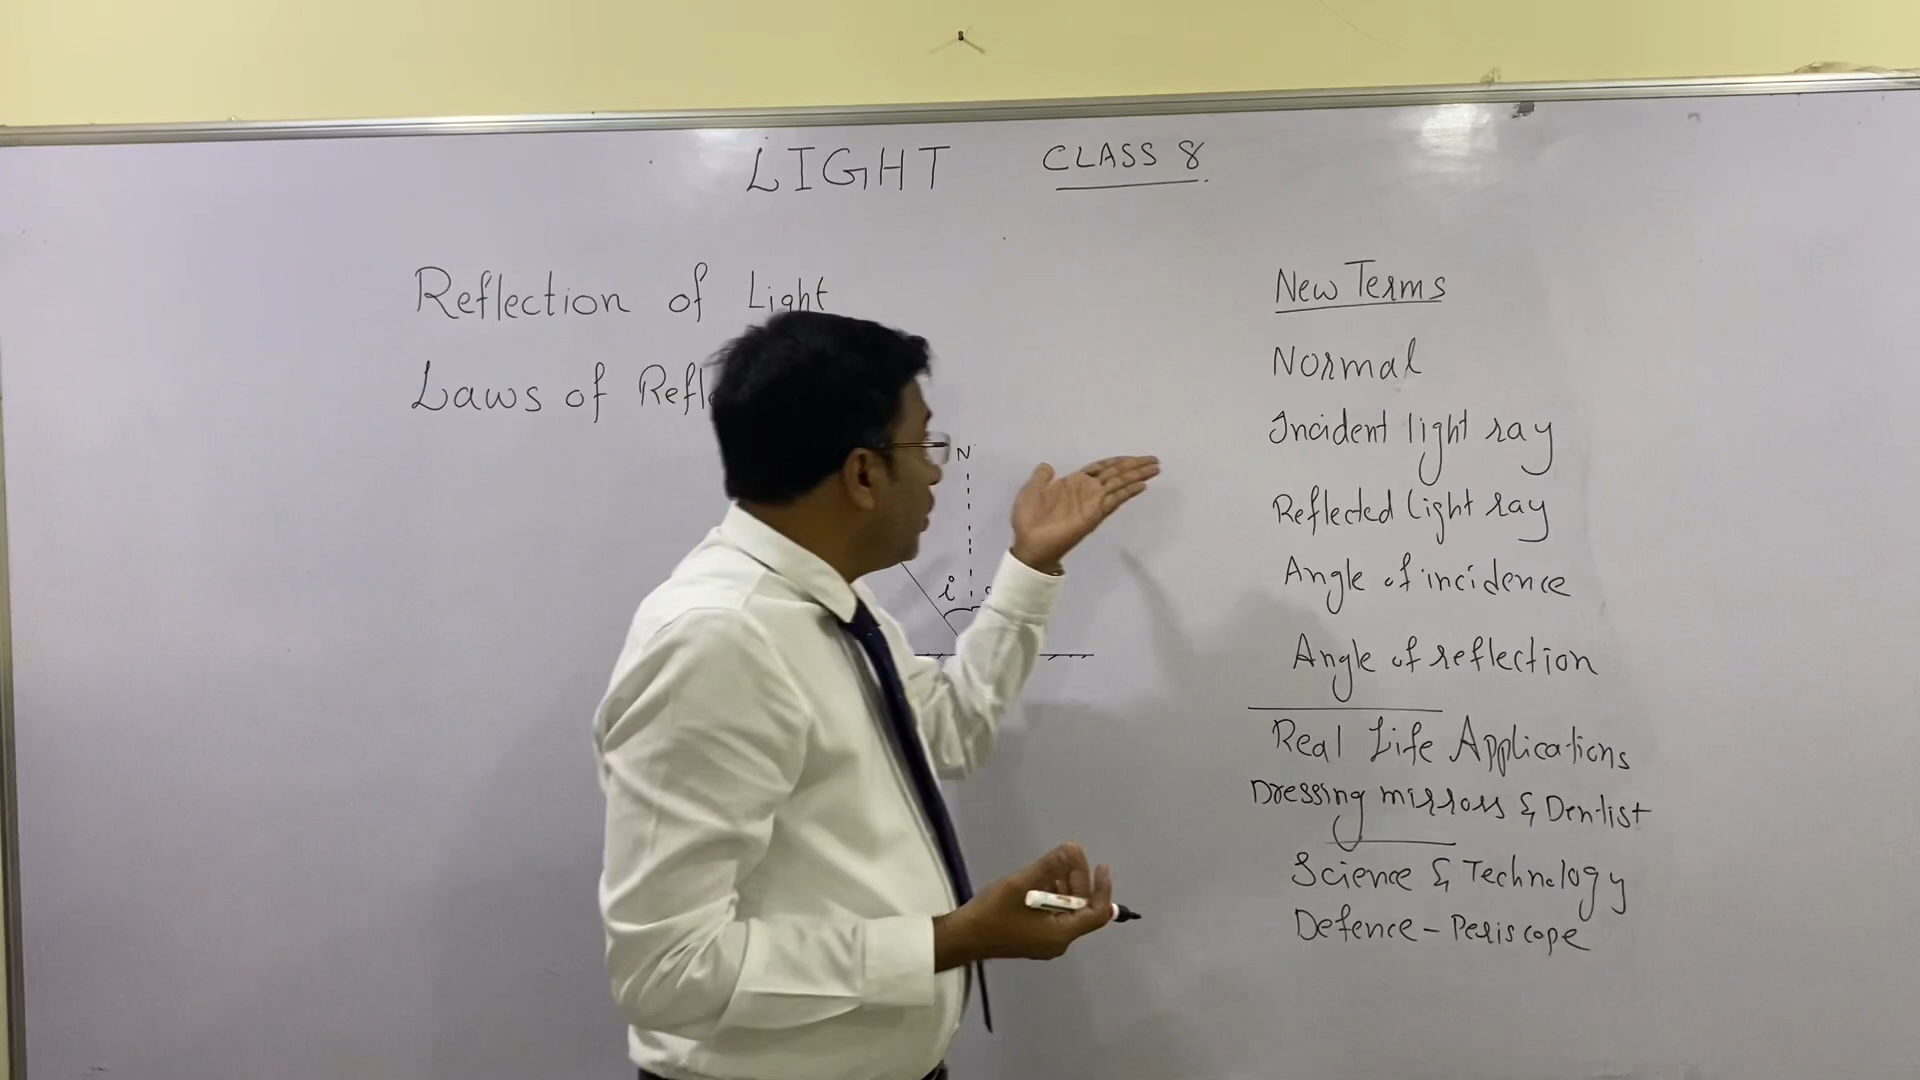 LIGHT CLASS 8
Reflection of Light
Laws of Refl
N
i
New Terms
Normal
Incident light ray
Reflected light ray
Angle of incidence
Angle of reflection
Real Life Applications
Dressing mirrors & Dentist
Science & Technology
Defence - Periscope